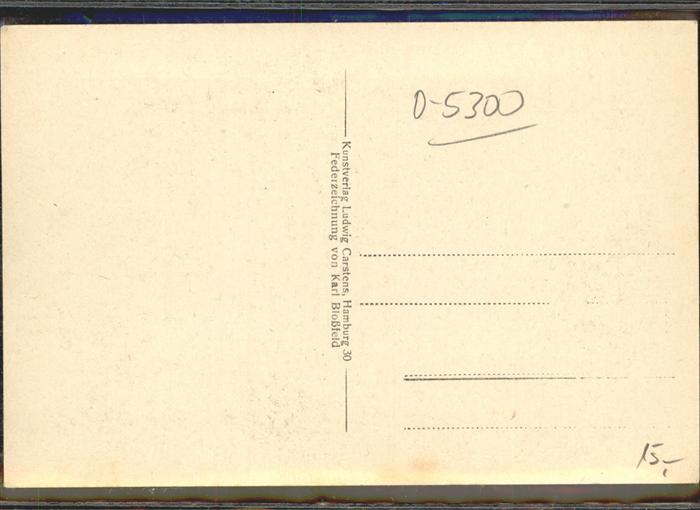 D-5300
Kunstverlag Ludwig Carstens, Hamburg 30
Federzeichnung von Karl Bloßfeld
15,-